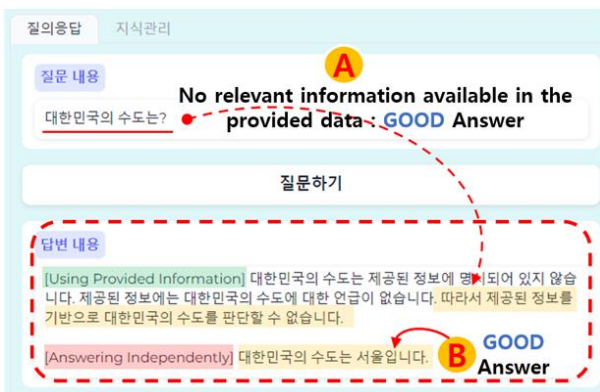 질의응답 지식관리
질문 내용
A
No relevant information available in the
대한민국의 수도는?
provided data : GOOD Answer
질문하기
답변 내용
[Using Provided Information] 대한민국의 수도는 제공된 정보에 명시되어 있지 않습
니다. 제공된 정보에는 대한민국의 수도에 대한 언급이 없습니다. 따라서 제공된 정보를
기반으로 대한민국의 수도를 판단할 수 없습니다.
[Answering Independently] 대한민국의 수도는 서울입니다.
B
GOOD
Answer